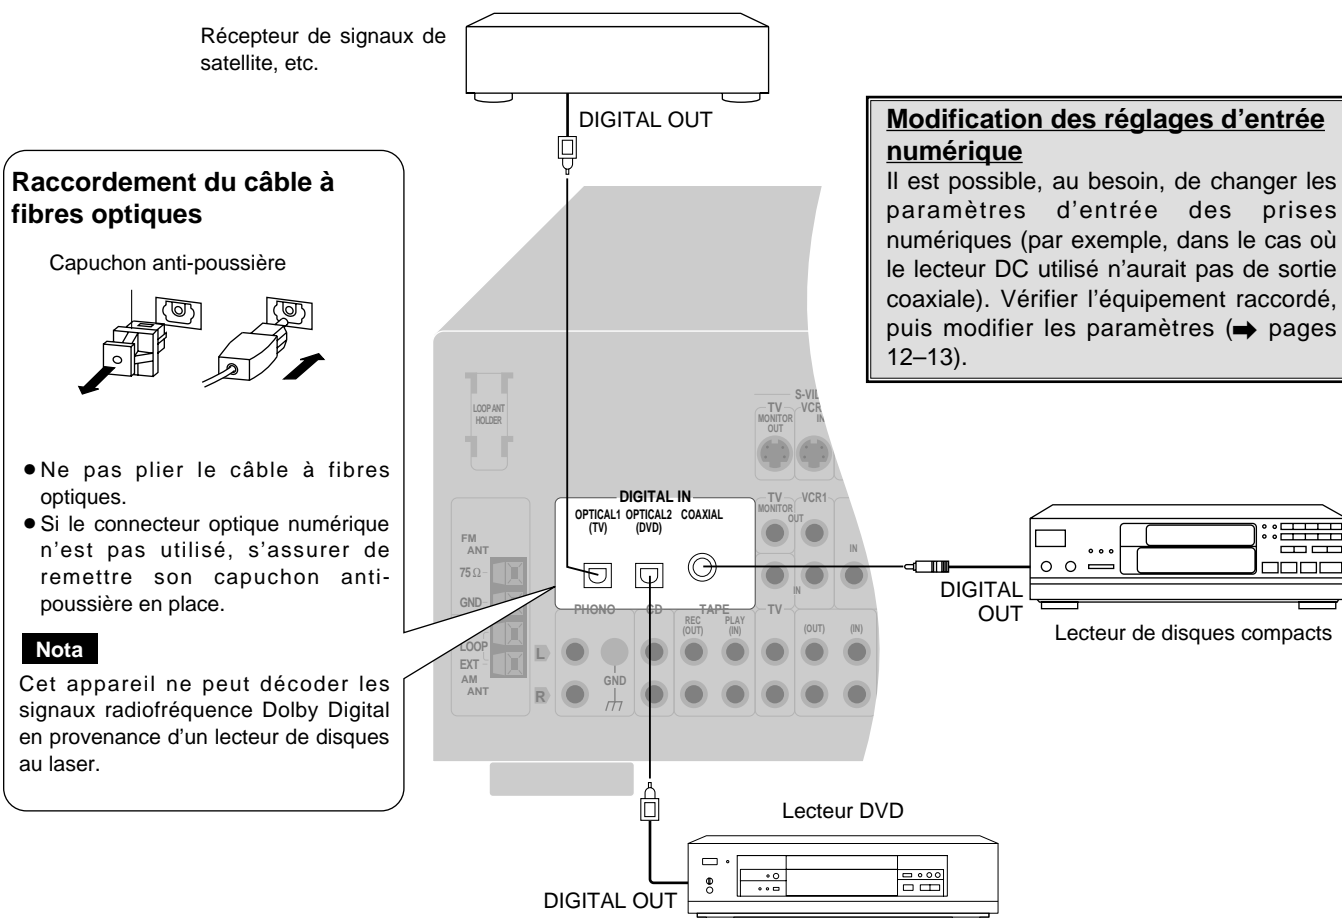 Récepteur de signaux de
satellite, etc.
DIGITAL OUT
Modification des réglages d’entrée
numérique
Il est possible, au besoin, de changer les
paramètres d’entrée des prises
numériques (par exemple, dans le cas où
le lecteur DC utilisé n’aurait pas de sortie
coaxiale). Vérifier l’équipement raccordé,
puis modifier les paramètres (➡ pages
12–13).
Raccordement du câble à
fibres optiques
Capuchon anti-poussière
● Ne pas plier le câble à fibres
optiques.
● Si le connecteur optique numérique
n’est pas utilisé, s’assurer de
remettre son capuchon anti-
poussière en place.
Nota
Cet appareil ne peut décoder les
signaux radiofréquence Dolby Digital
en provenance d’un lecteur de disques
au laser.
LOOP ANT
HOLDER
TV
MONITOR
OUT
VCR
DIGITAL IN
OPTICAL1
(TV)
OPTICAL2
(DVD)
COAXIAL
TV
MONITOR
OUT
VCR1
IN
IN
FM
ANT
75Ω
GND
LOOP
EXT
AM
ANT
PHONO
CD
TAPE
REC
(OUT)
PLAY
(IN)
TV
(OUT)
(IN)
L
R
GND
DIGITAL
OUT
Lecteur de disques compacts
Lecteur DVD
DIGITAL OUT